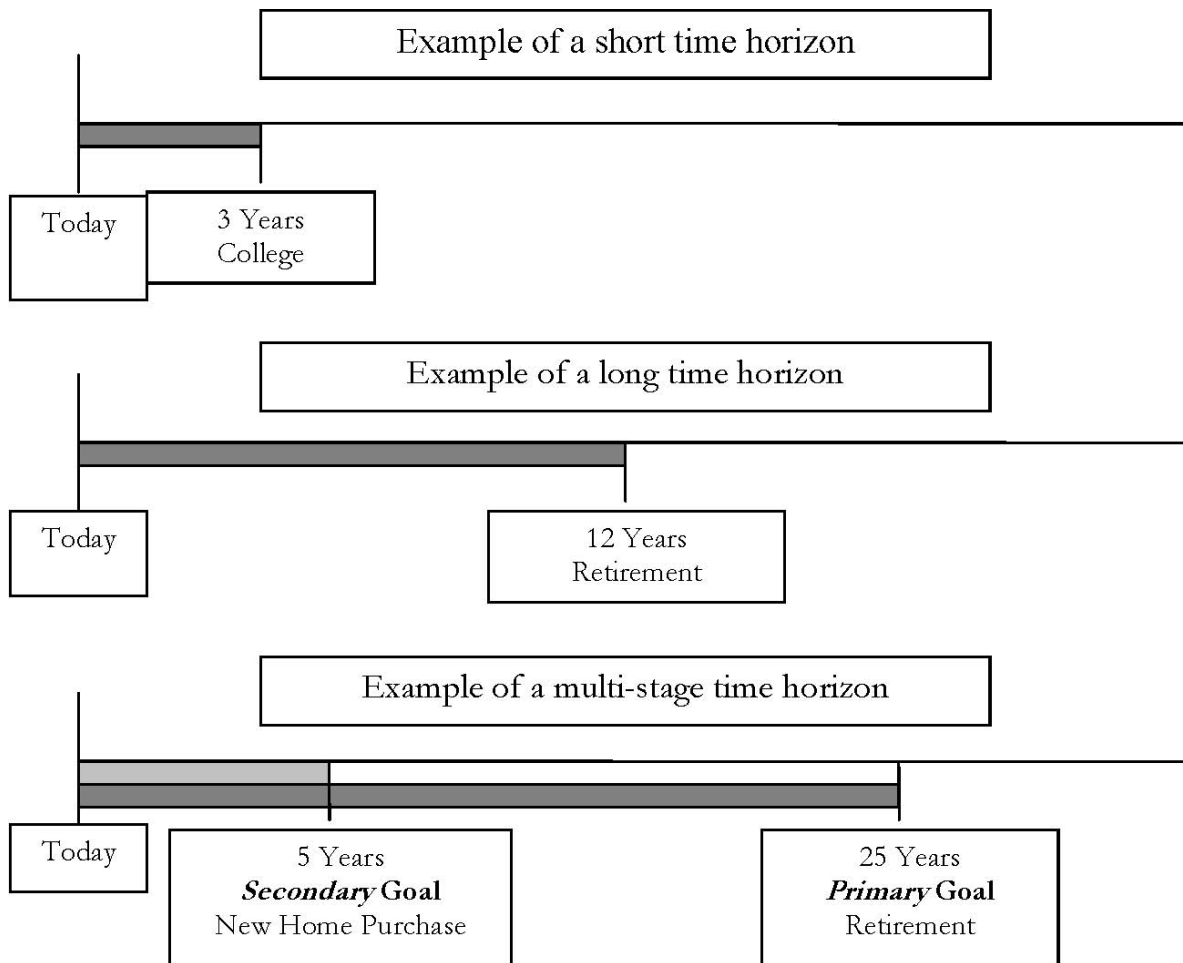 Example of a short time horizon
Today
3 Years
College
Example of a long time horizon
Today
12 Years
Retirement
Example of a multi-stage time horizon
Today
5 Years
Secondary Goal
New Home Purchase
25 Years
Primary Goal
Retirement